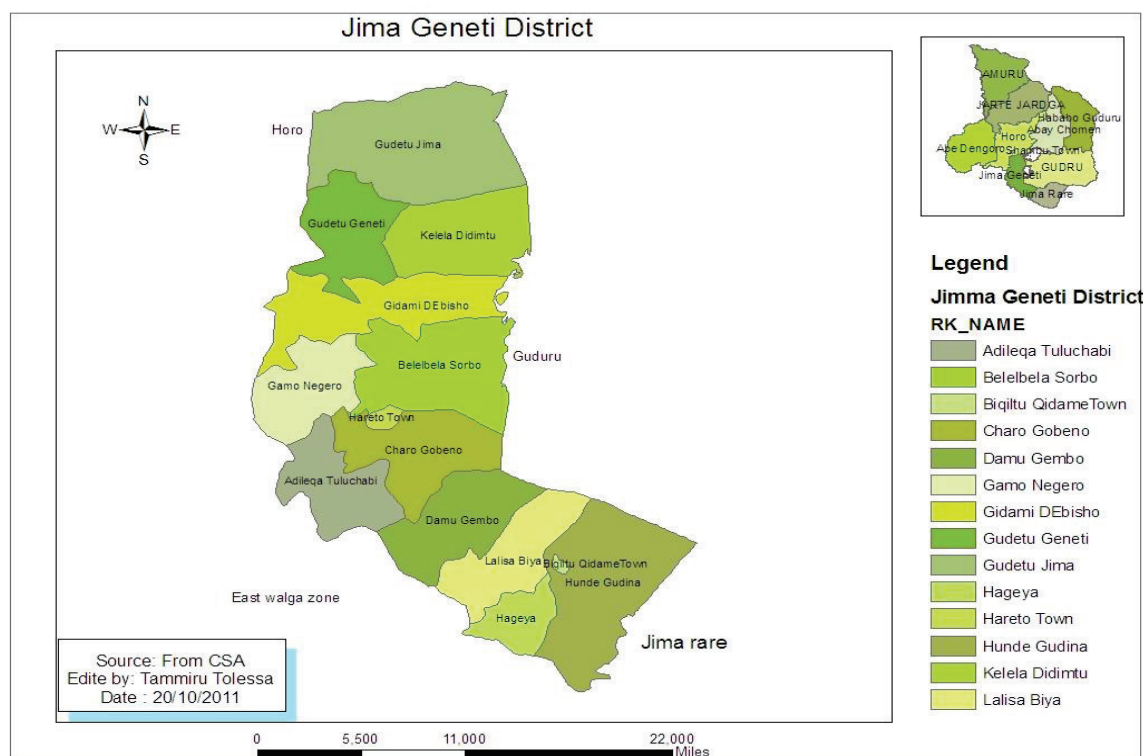 Jima Geneti District
N
W
E
S
Horo
Gudetu Jima
Gudetu Geneti
Kelela Didimtu
Gidami DEbisho
Guduru
Belelbela Sorbo
Gamo Negero
Hareto Town
Charo Gobeno
Adileqa Tuluchabi
Damu Gembo
Lalisa Biya
Biqiltu QidameTown
Hunde Gudina
East walga zone
Hageya
Jima rare
Source: From CSA
Edite by: Tammiru Tolessa
Date : 20/10/2011
0
5,500
11,000
22,000
Miles
AMURU
JARTE JARDGA
Hababo Guduru
Horo
Abay Chomen
Abe Dengoro
Shambu Town
GUDRU
Jima Geneti
Jima Rare
Legend
Jimma Geneti District
RK_NAME
Adileqa Tuluchabi
Belelbela Sorbo
Biqiltu QidameTown
Charo Gobeno
Damu Gembo
Gamo Negero
Gidami DEbisho
Gudetu Geneti
Gudetu Jima
Hageya
Hareto Town
Hunde Gudina
Kelela Didimtu
Lalisa Biya